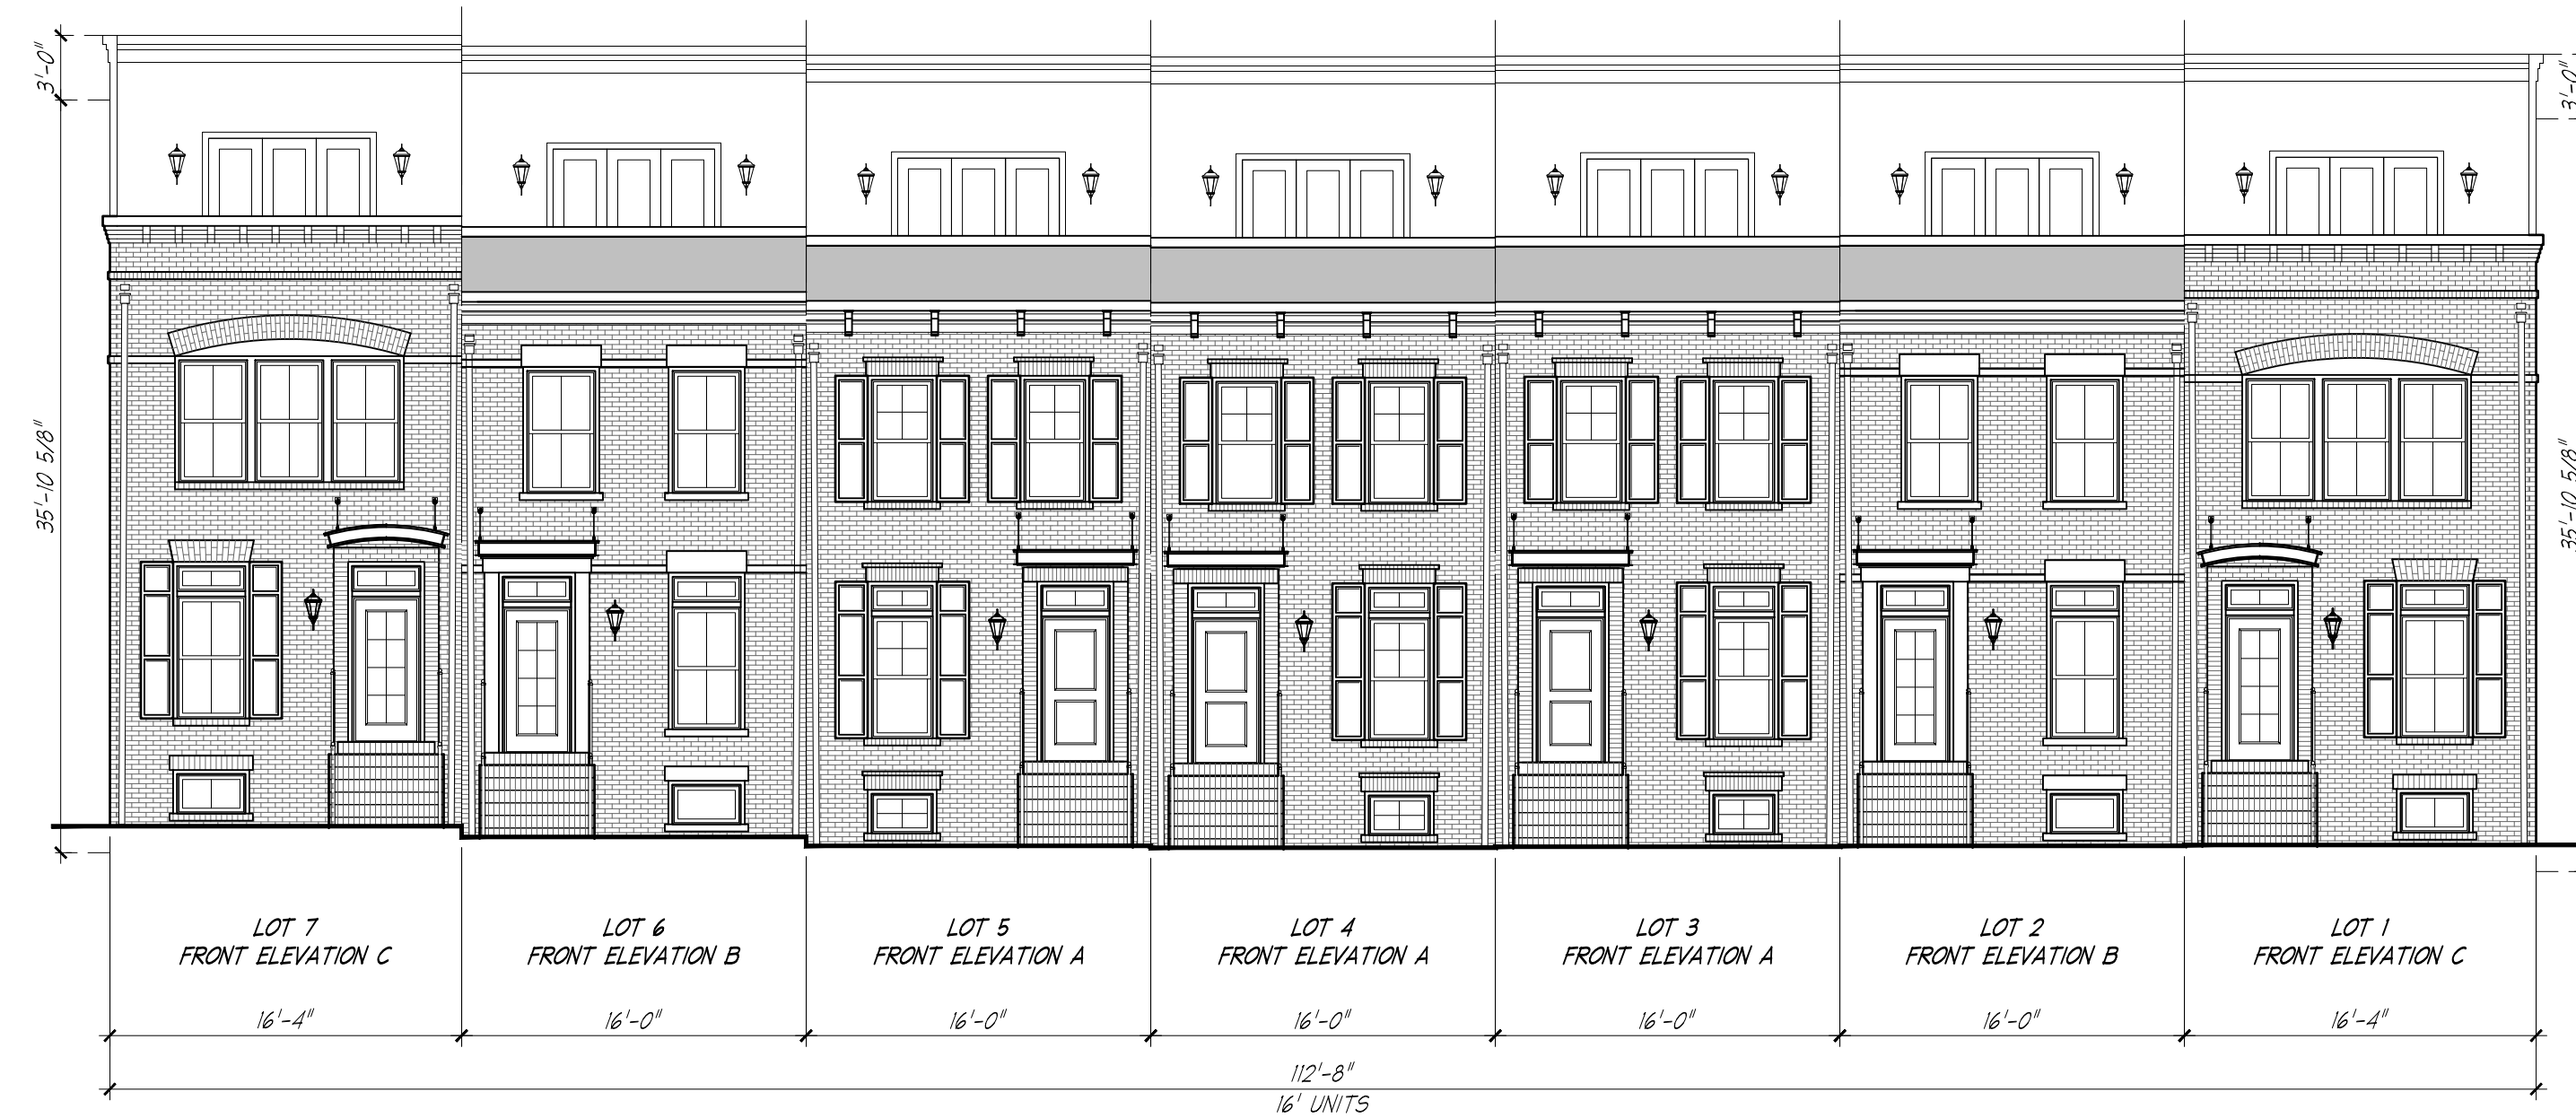 3'-0"
3'-0"
35'-10 5/8"
35'-10 5/8"
LOT 7
FRONT ELEVATION C
LOT 6
FRONT ELEVATION B
LOT 5
FRONT ELEVATION A
LOT 4
FRONT ELEVATION A
LOT 3
FRONT ELEVATION A
LOT 2
FRONT ELEVATION B
LOT 1
FRONT ELEVATION C
16'-4"
16'-0"
16'-0"
16'-0"
16'-0"
16'-0"
16'-4"
112'-8"
16' UNITS